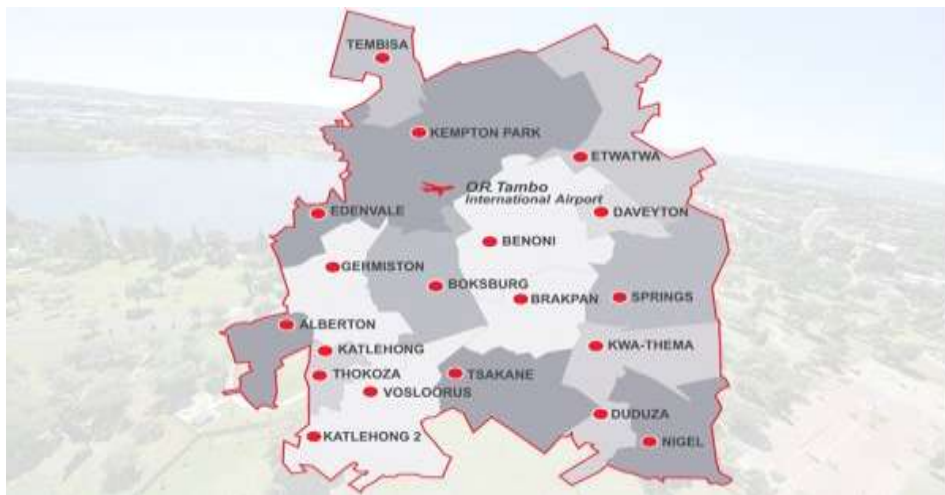 TEMBISA
KEMPTON PARK
ETWATWA
O.R. Tambo
International Airport
EDENVALE
DAVEYTON
BENONI
GERMISTON
BOKSBURG
BRAKPAN
SPRINGS
ALBERTON
KATLEHONG
KWA-THEMA
THOKOZA
TSAKANE
VOSLOORUS
DUDUZA
KATLEHONG 2
NIGEL